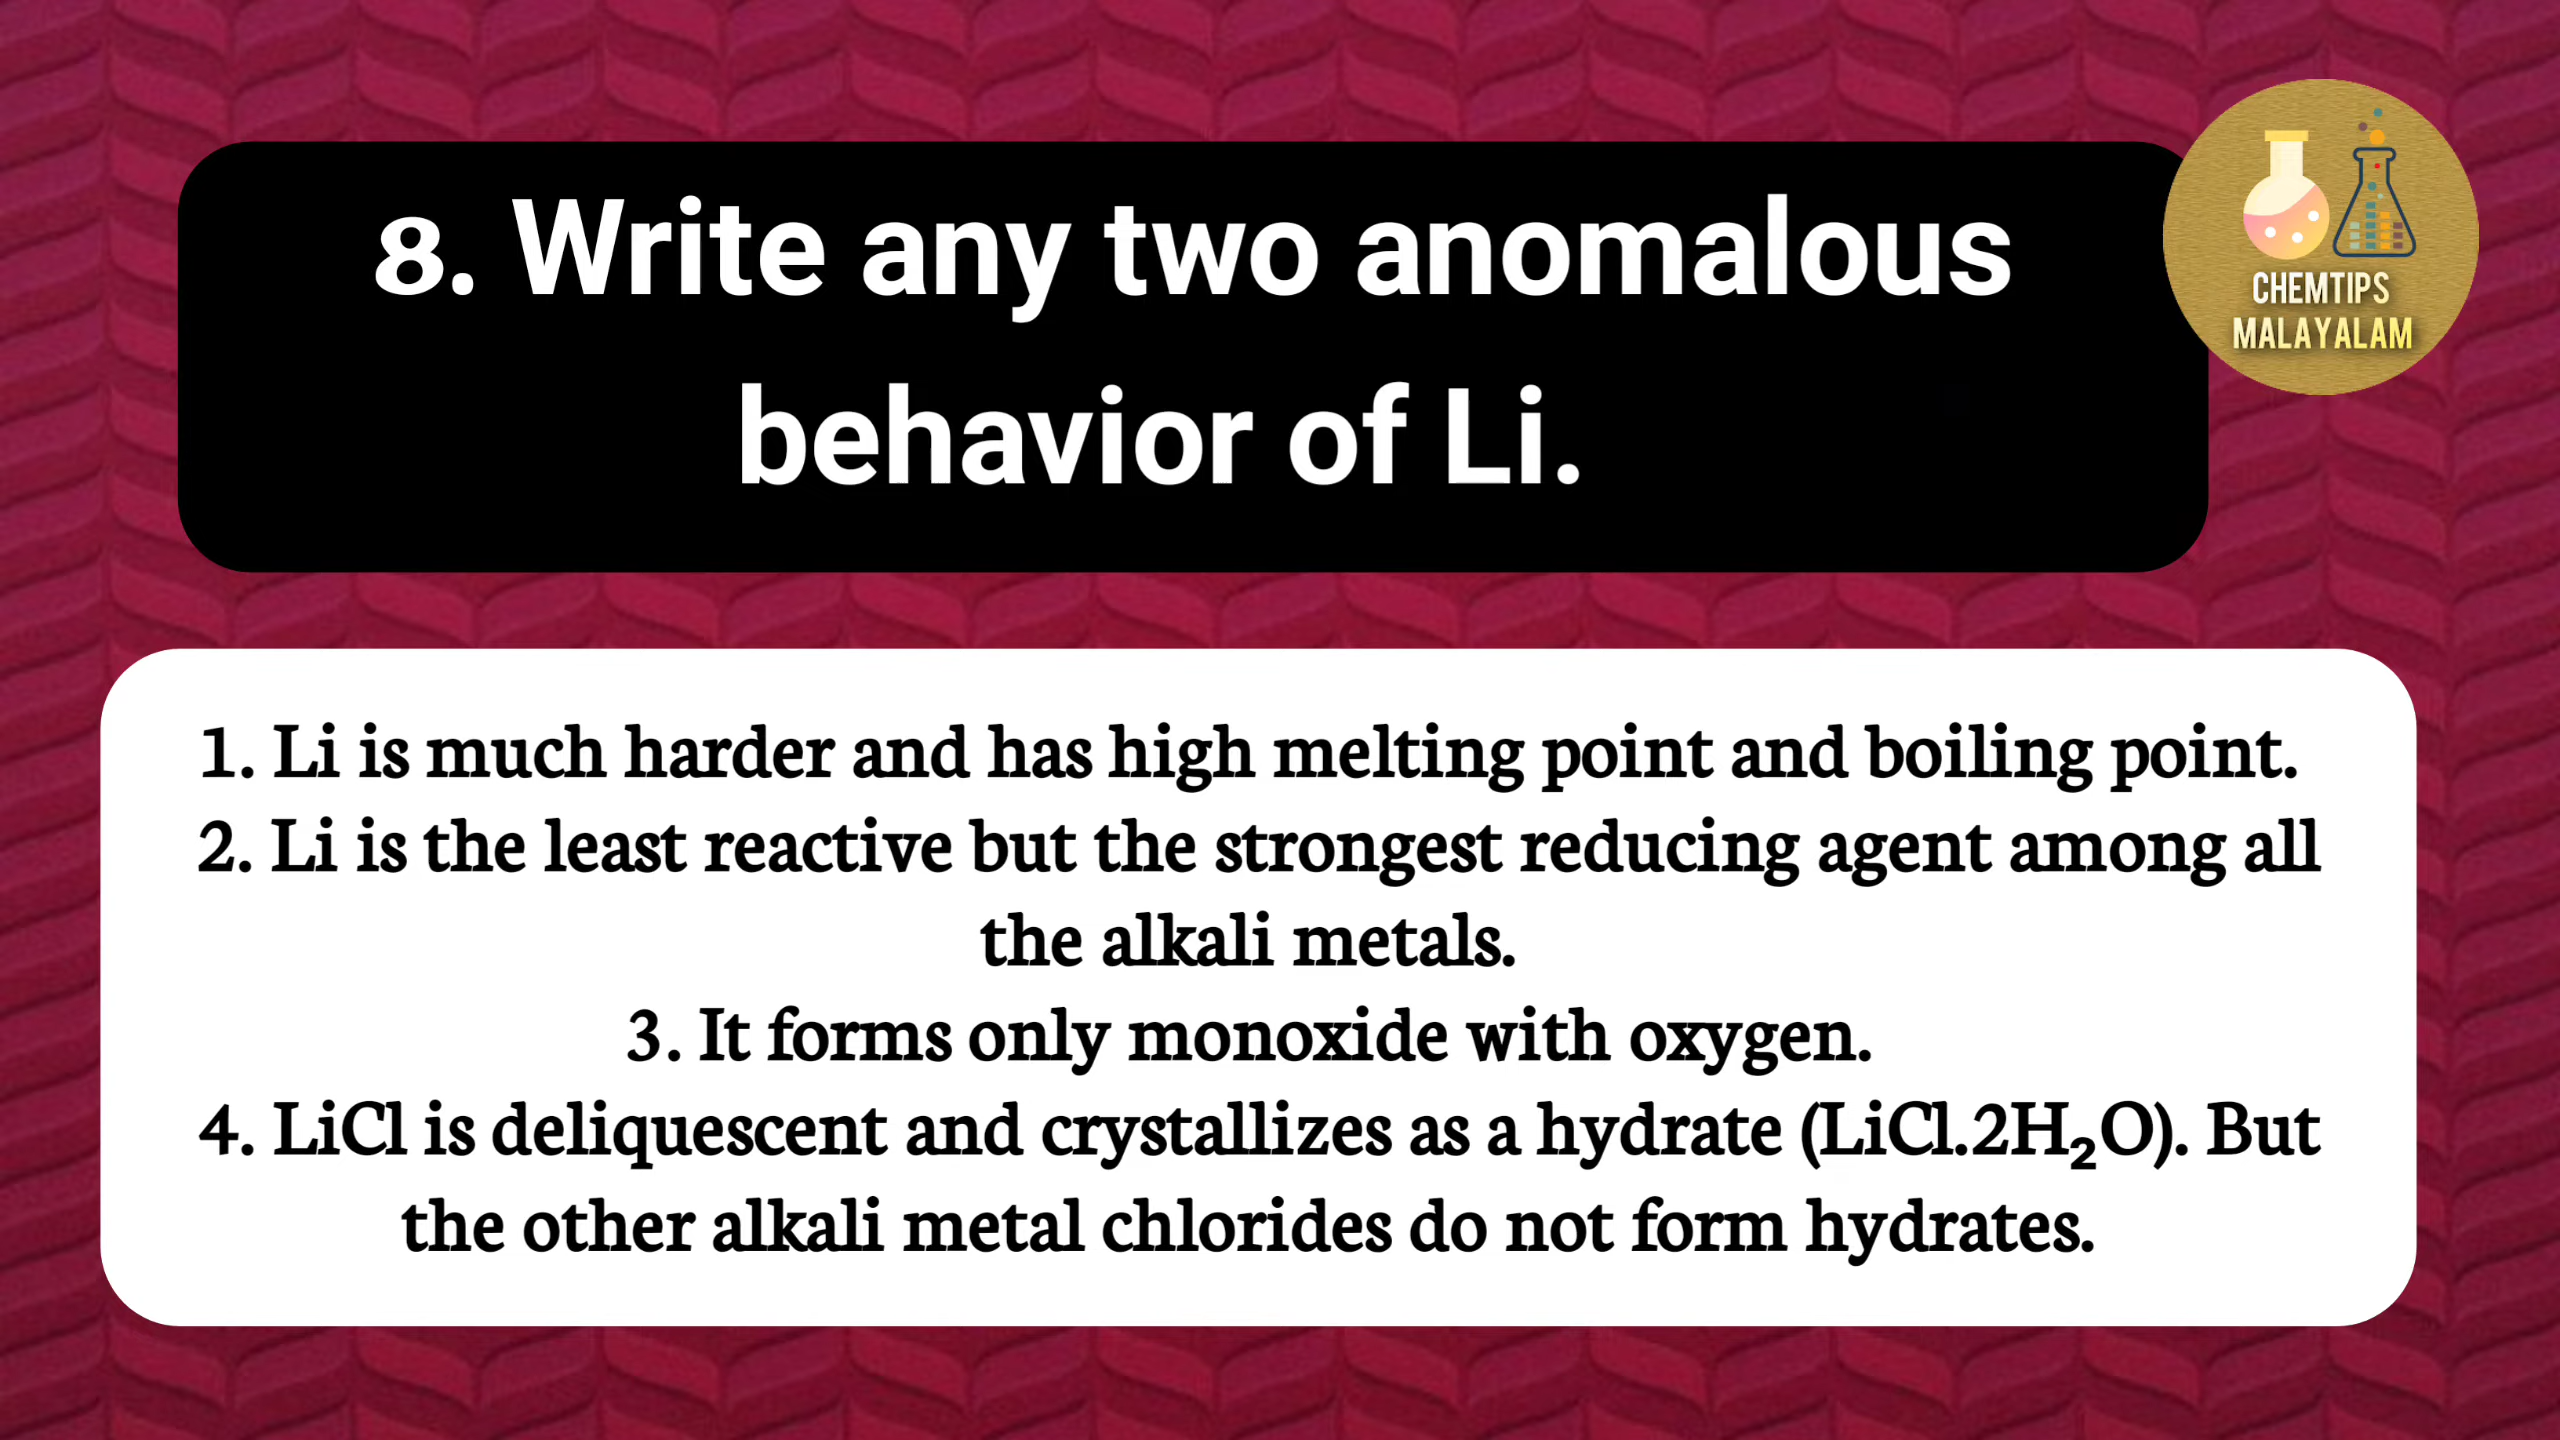 8. Write any two anomalous
behavior of Li.
CHEMTIPS
MALAYALAM
1. Li is much harder and has high melting point and boiling point.
2. Li is the least reactive but the strongest reducing agent among all
the alkali metals.
3. It forms only monoxide with oxygen.
4. LiCl is deliquescent and crystallizes as a hydrate (LiCl.2H₂O). But
the other alkali metal chlorides do not form hydrates.